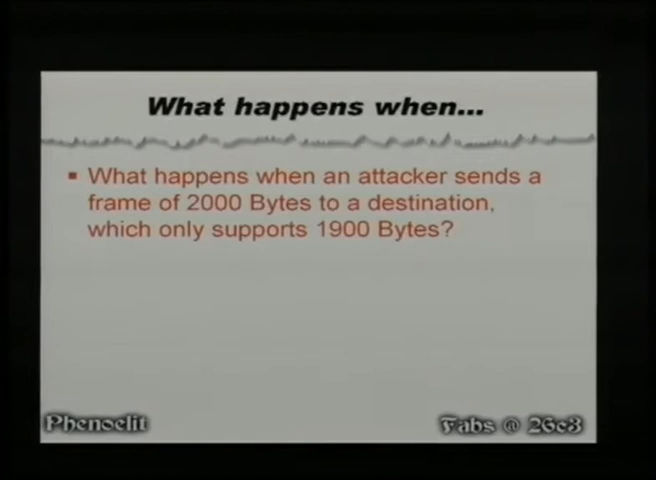 What happens when...
▪ What happens when an attacker sends a
frame of 2000 Bytes to a destination,
which only supports 1900 Bytes?
Phenoelit
Fabs @ 26c3